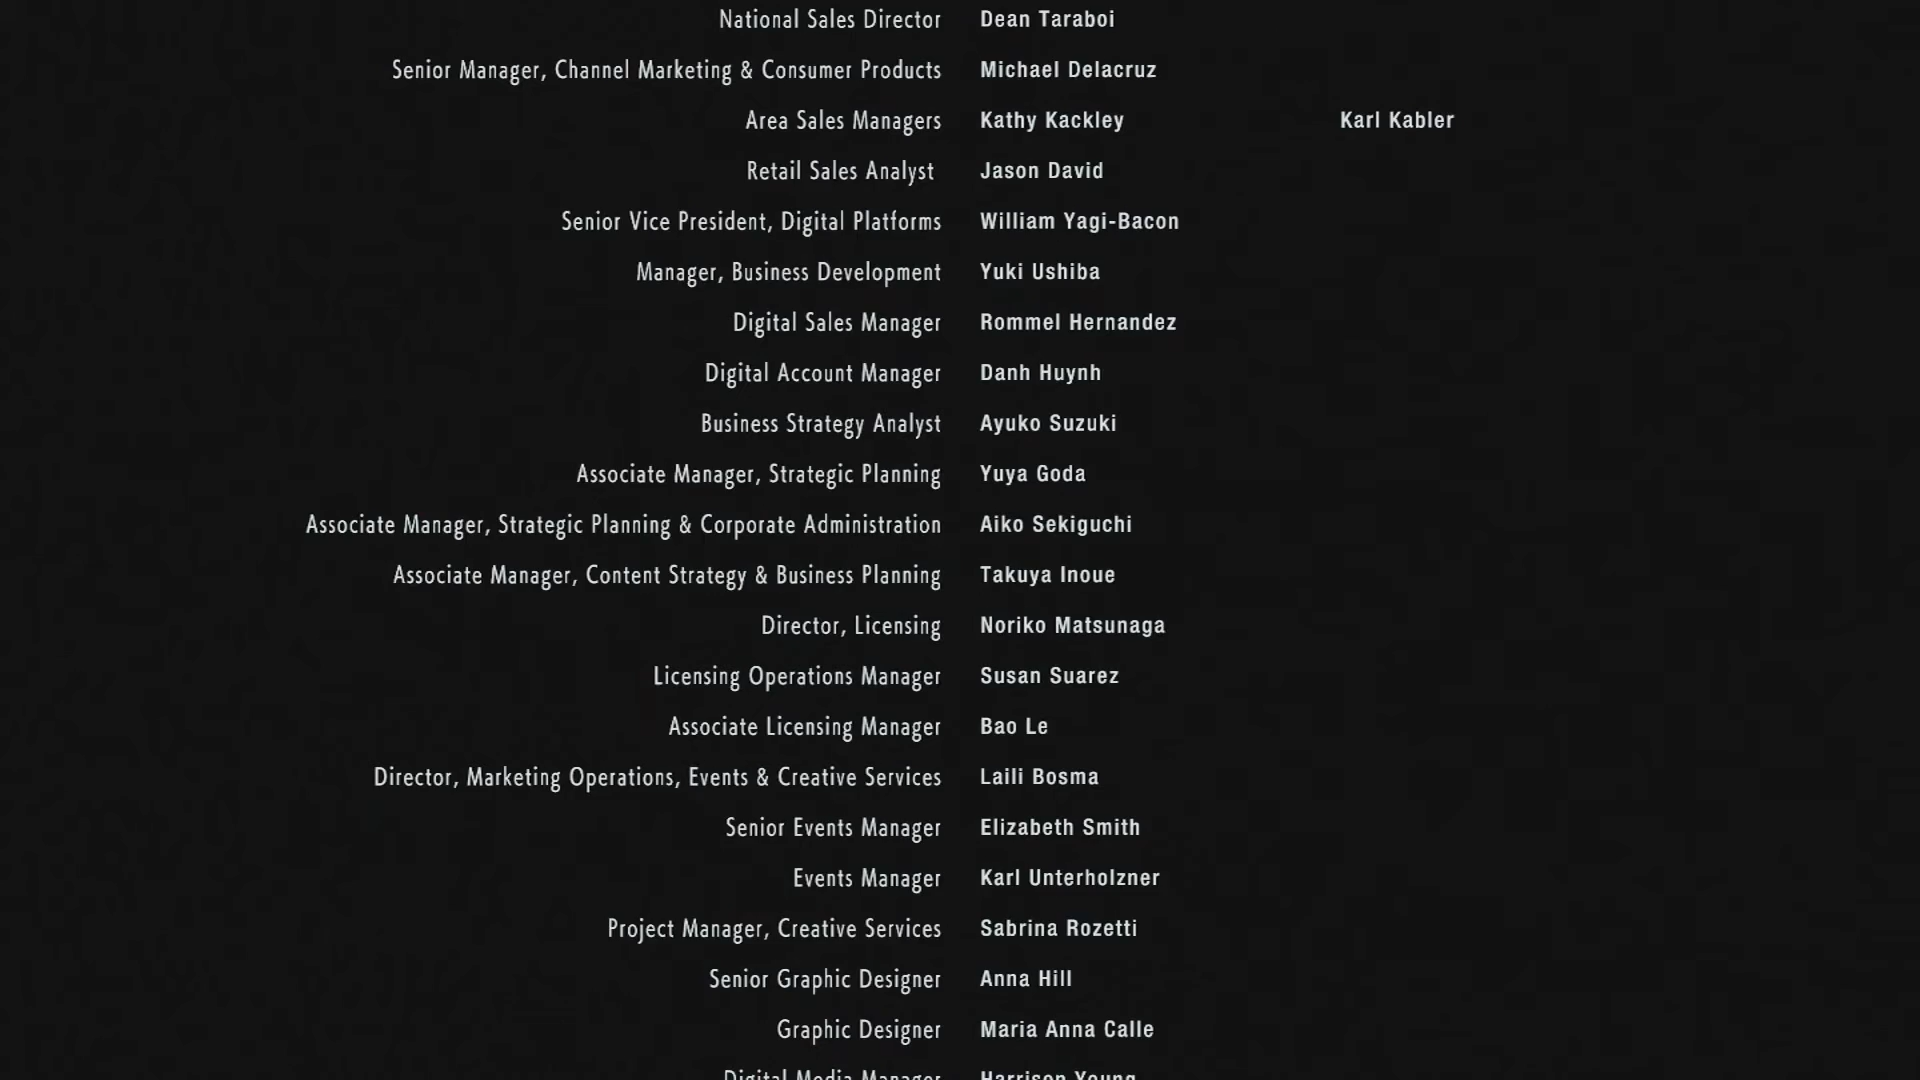 National Sales Director Dean Taraboi
Senior Manager, Channel Marketing & Consumer Products Michael Delacruz
Area Sales Managers Kathy Kackley Karl Kabler
Retail Sales Analyst Jason David
Senior Vice President, Digital Platforms William Yagi-Bacon
Manager, Business Development Yuki Ushiba
Digital Sales Manager Rommel Hernandez
Digital Account Manager Danh Huynh
Business Strategy Analyst Ayuko Suzuki
Associate Manager, Strategic Planning Yuya Goda
Associate Manager, Strategic Planning & Corporate Administration Aiko Sekiguchi
Associate Manager, Content Strategy & Business Planning Takuya Inoue
Director, Licensing Noriko Matsunaga
Licensing Operations Manager Susan Suarez
Associate Licensing Manager Bao Le
Director, Marketing Operations, Events & Creative Services Laili Bosma
Senior Events Manager Elizabeth Smith
Events Manager Karl Unterholzner
Project Manager, Creative Services Sabrina Rozetti
Senior Graphic Designer Anna Hill
Graphic Designer Maria Anna Calle
Digital Media Manager Harrison Young